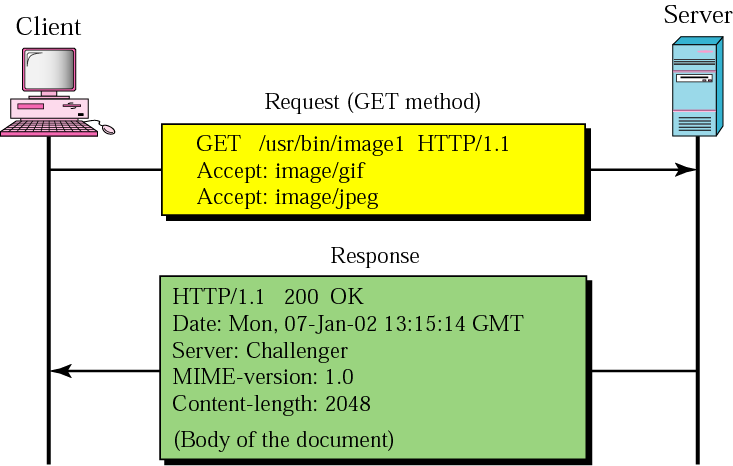 Client
Server
Request (GET method)
GET /usr/bin/image1 HTTP/1.1
Accept: image/gif
Accept: image/jpeg
Response
HTTP/1.1 200 OK
Date: Mon, 07-Jan-02 13:15:14 GMT
Server: Challenger
MIME-version: 1.0
Content-length: 2048
(Body of the document)